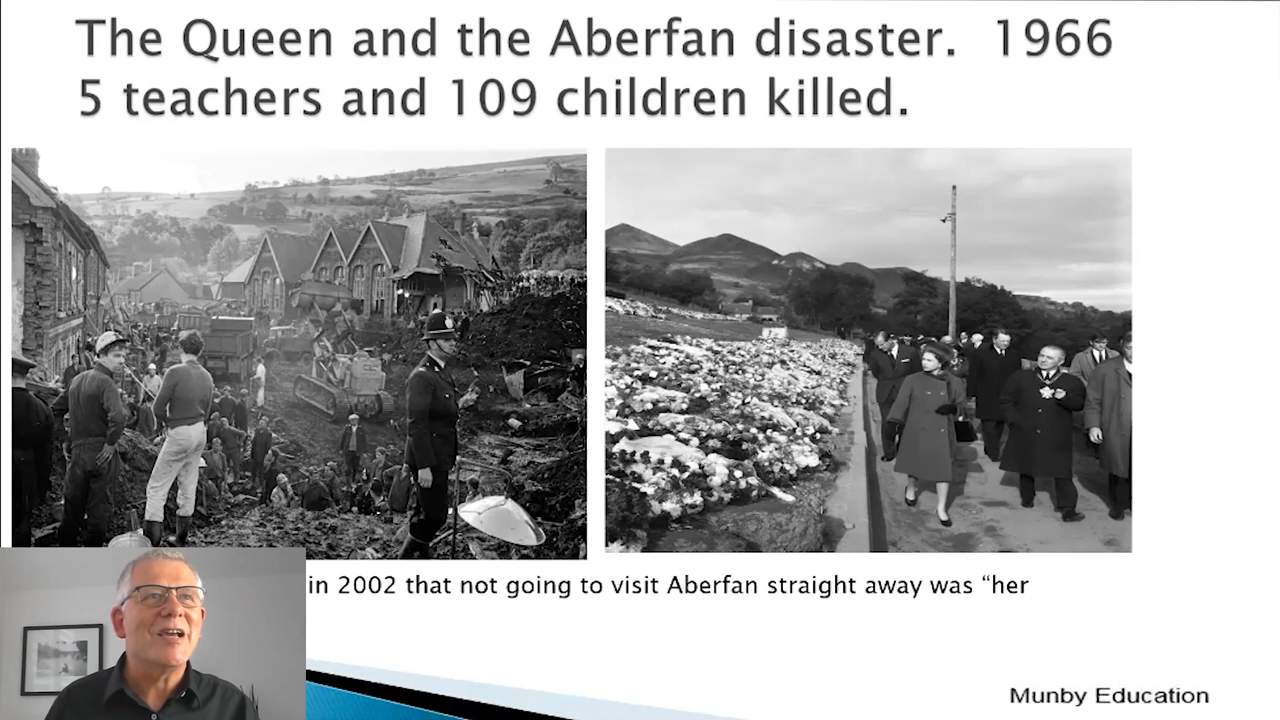 The Queen and the Aberfan disaster. 1966
5 teachers and 109 children killed.
in 2002 that not going to visit Aberfan straight away was “her
Munby Education